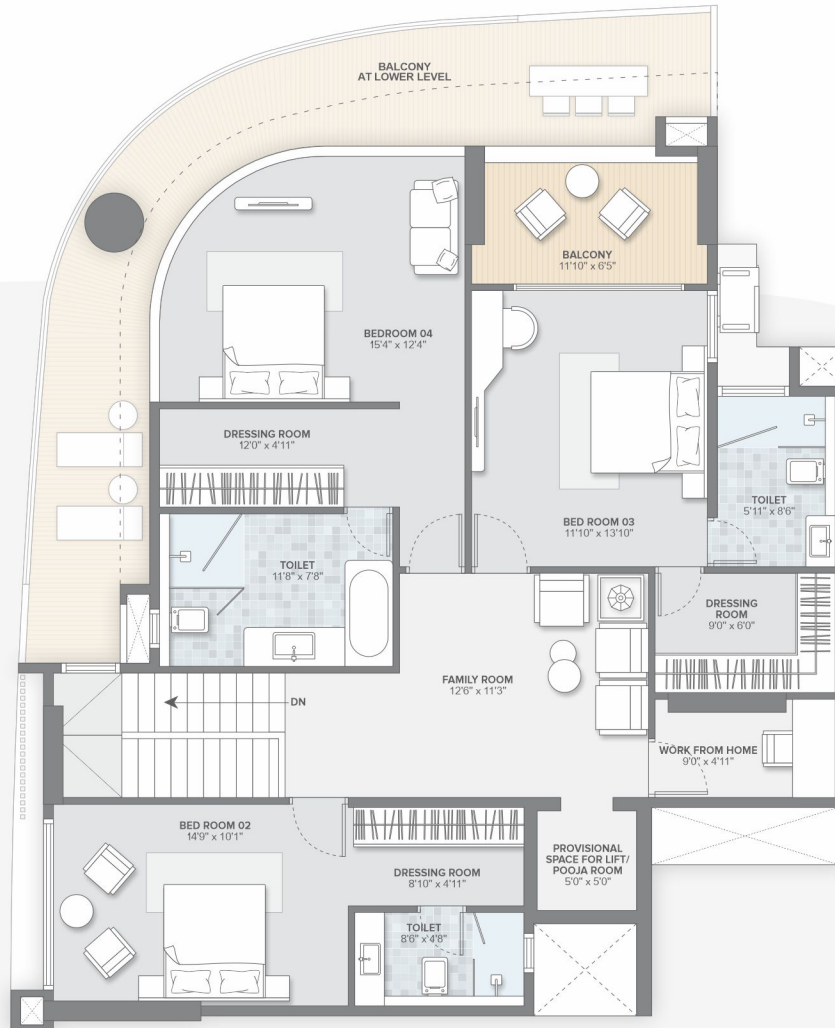 BALCONY
AT LOWER LEVEL
BALCONY
11'10" x 6'5"
BEDROOM 04
15'4" x 12'4"
DRESSING ROOM
12'0" x 4'11"
BED ROOM 03
11'10" x 13'10"
TOILET
5'11" x 8'6"
TOILET
11'8" x 7'8"
DRESSING
ROOM
9'0" x 6'0"
FAMILY ROOM
12'6" x 11'3"
DN
WORK FROM HOME
9'0" x 4'11"
BED ROOM 02
14'9" x 10'1"
DRESSING ROOM
8'10" x 4'11"
PROVISIONAL
SPACE FOR LIFT/
POOJA ROOM
5'0" x 5'0"
TOILET
8'6" x 4'8"